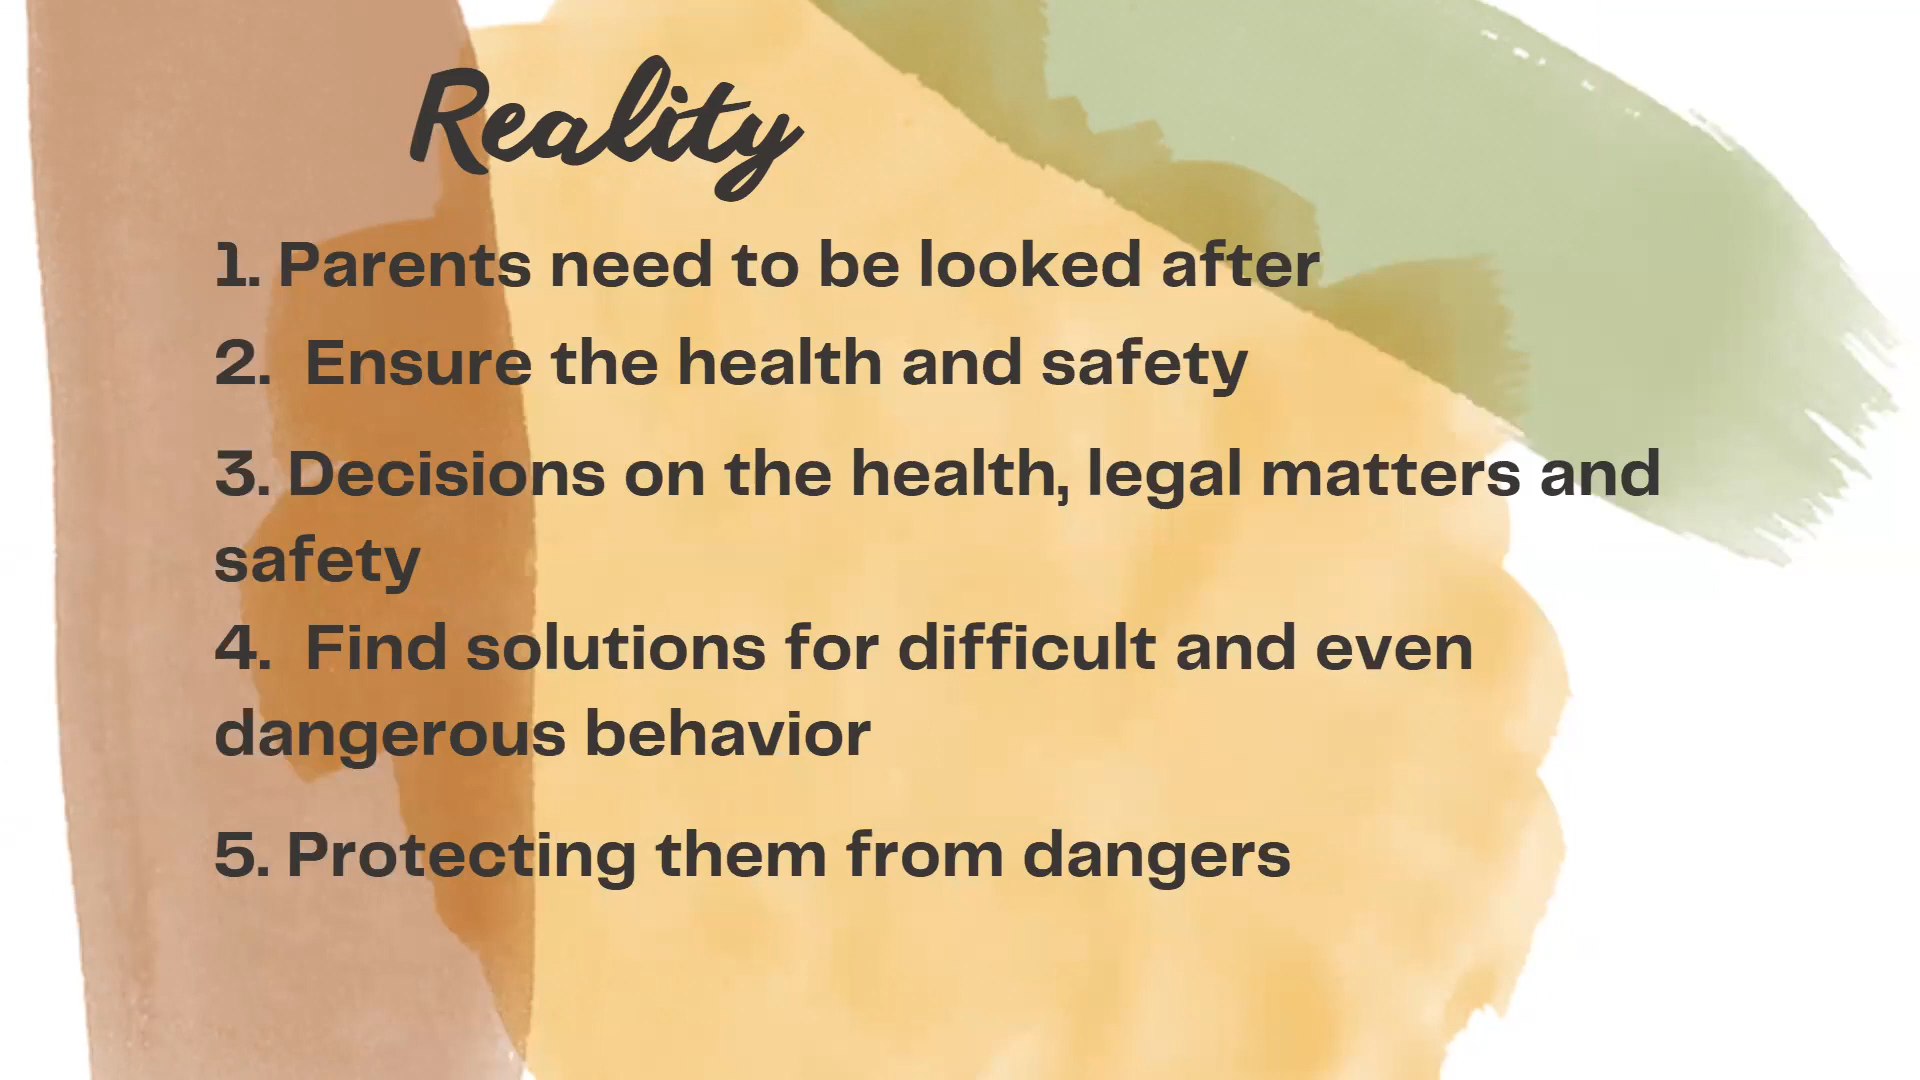 Reality
1. Parents need to be looked after
2.  Ensure the health and safety
3. Decisions on the health, legal matters and
safety
4.  Find solutions for difficult and even
dangerous behavior
5. Protecting them from dangers